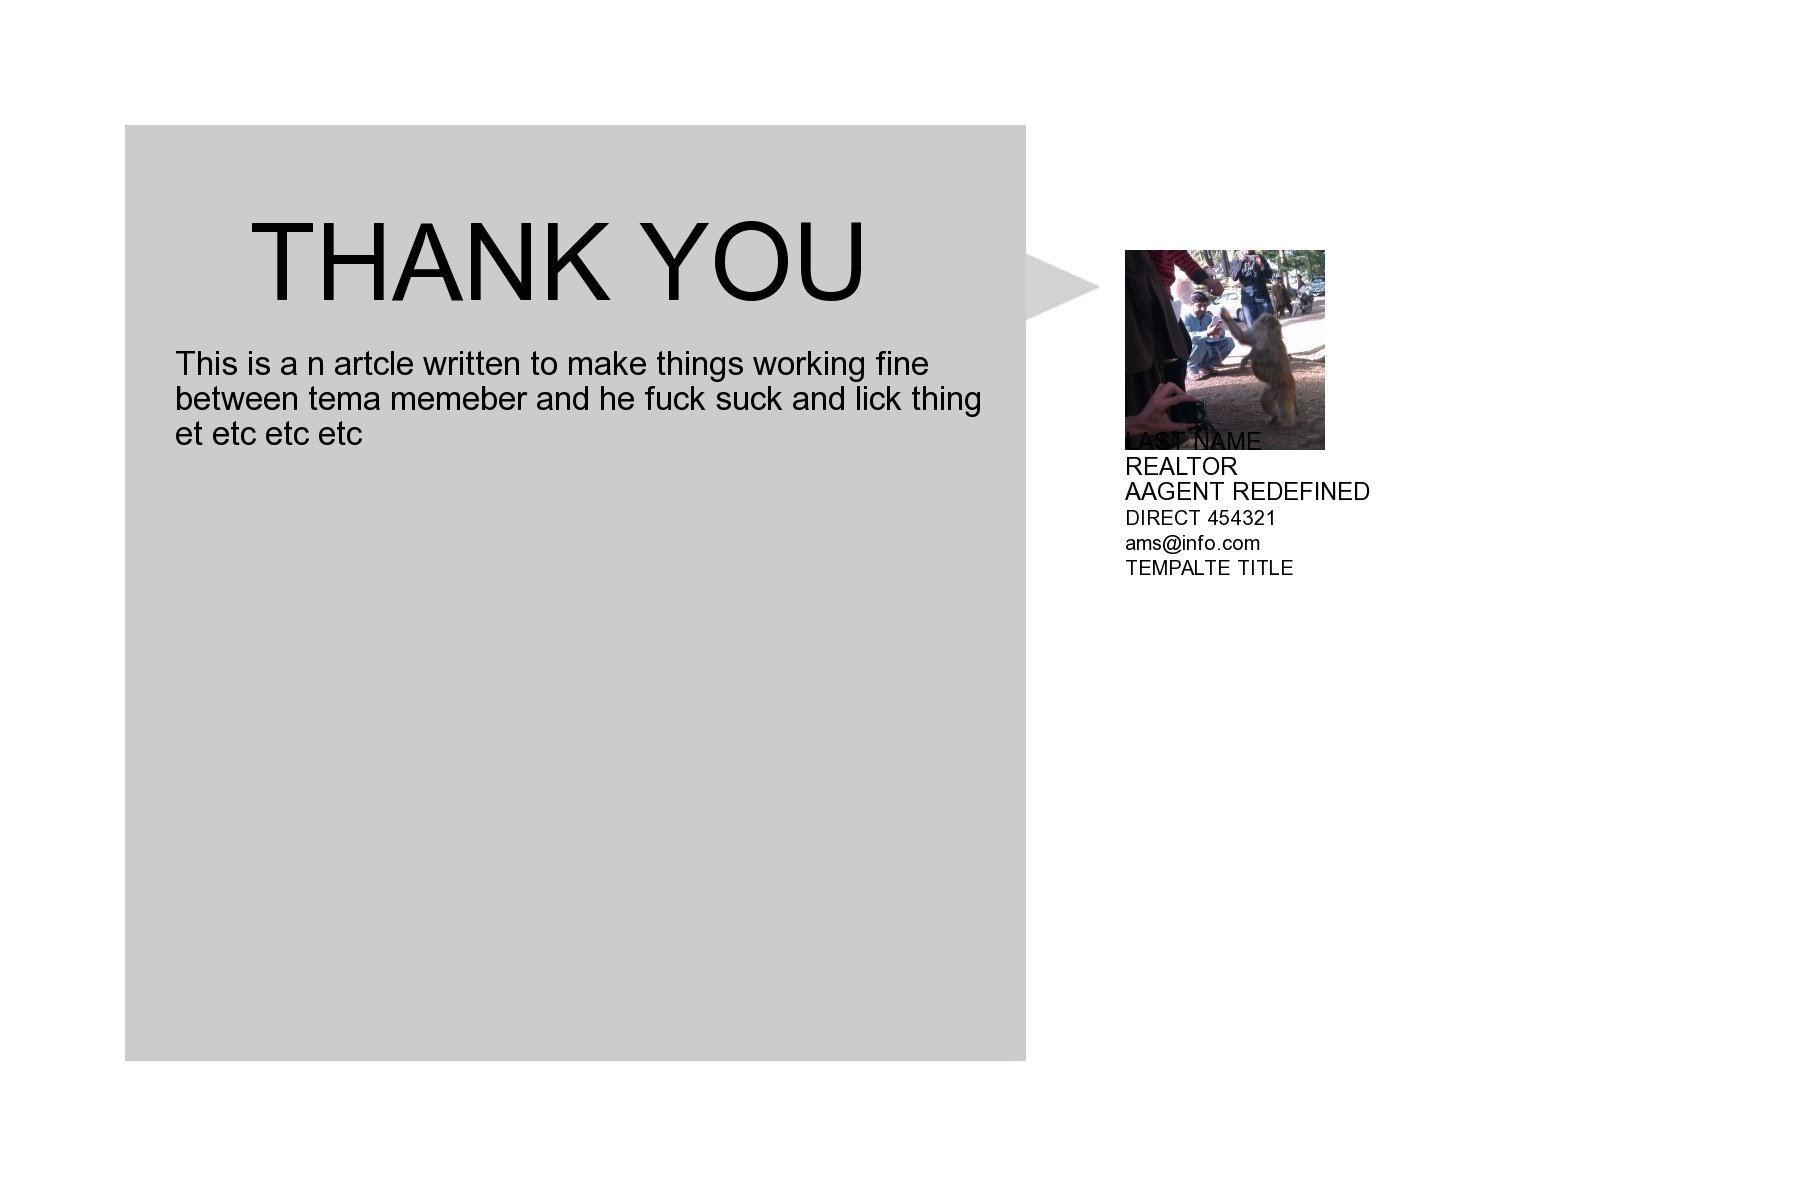 THANK YOU
This is a n artcle written to make things working fine
between tema memeber and he fuck suck and lick thing
et etc etc etc
LAST NAME
REALTOR
AAGENT REDEFINED
DIRECT 454321
ams@info.com
TEMPALTE TITLE